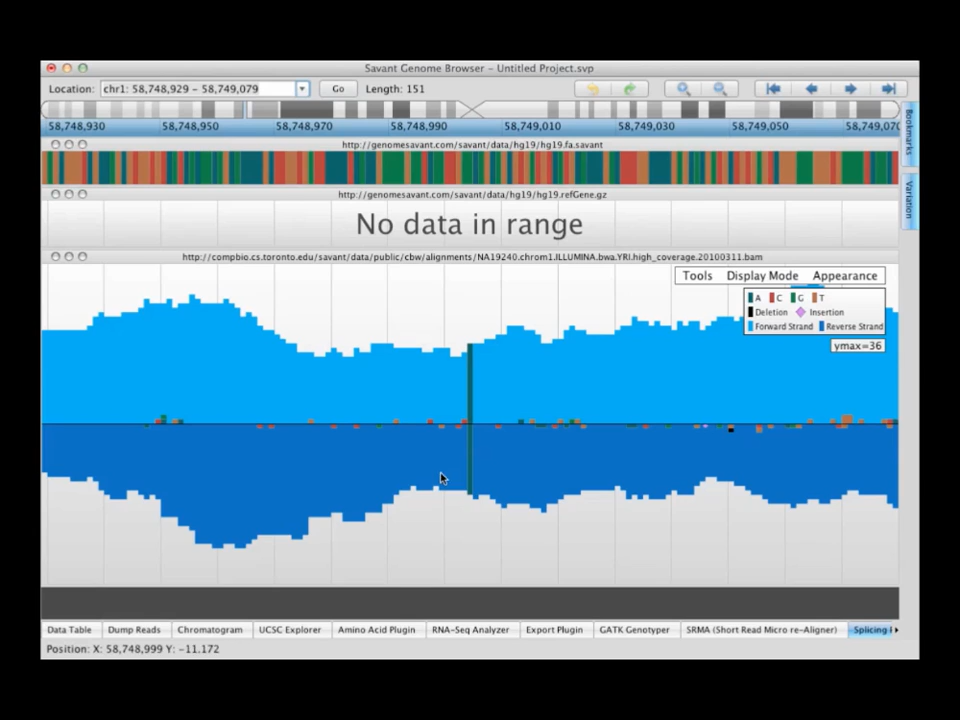 Savant Genome Browser - Untitled Project.svp
Location: chr1: 58,748,929 - 58,749,079 Go Length: 151
58,748,930 58,748,950 58,748,970 58,748,990 58,749,010 58,749,030 58,749,050 58,749,070
http://genomesavant.com/savant/data/hg19/hg19.fa.savant
http://genomesavant.com/savant/data/hg19/hg19.refGene.gz
No data in range
http://compbio.cs.toronto.edu/savant/data/public/cbw/alignments/NA19240.chrom1.ILLUMINA.bwa.YRI.high_coverage.20100311.bam
Tools Display Mode Appearance
A C G T
Deletion Insertion
Forward Strand Reverse Strand
ymax=36
Bookmarks
Variation
Data Table Dump Reads Chromatogram UCSC Explorer Amino Acid Plugin RNA-Seq Analyzer Export Plugin GATK Genotyper SRMA (Short Read Micro re-Aligner) Splicing
Position: X: 58,748,999 Y: -11.172